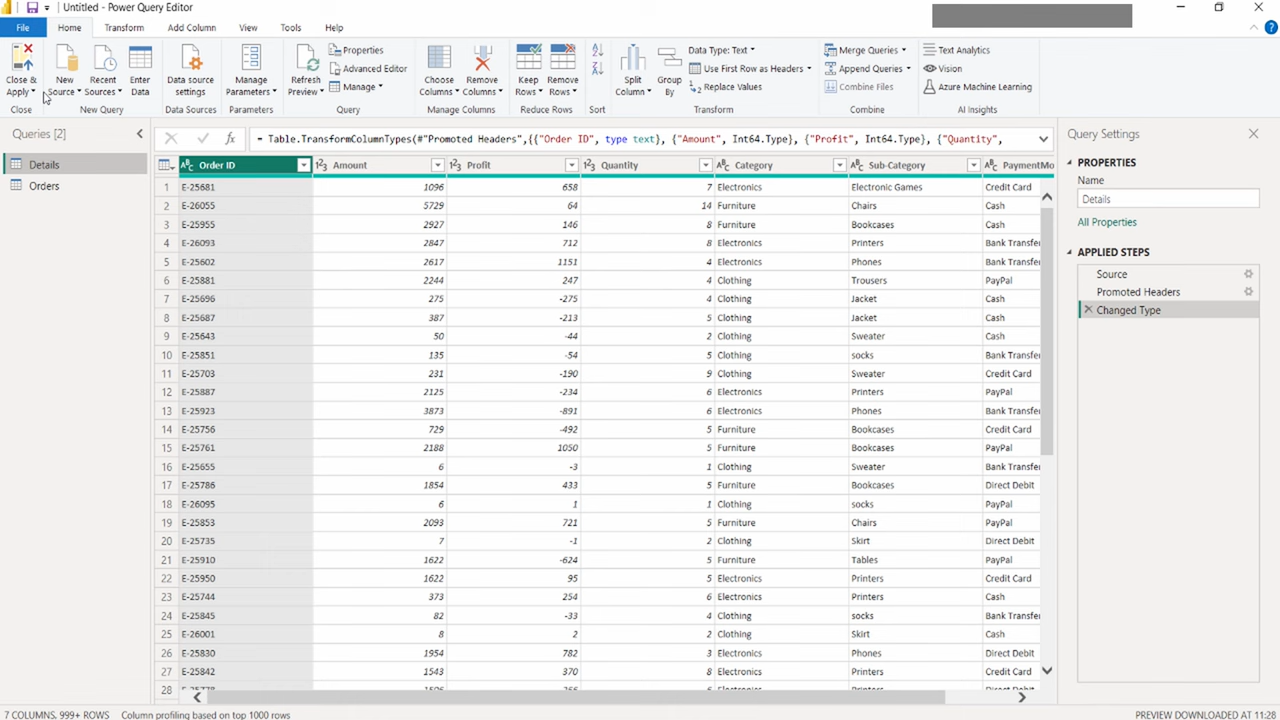 Untitled - Power Query Editor
File Home Transform Add Column View Tools Help
Close & Apply New Source Recent Sources Enter Data Data source settings Manage Parameters Refresh Preview Properties Advanced Editor Manage Choose Columns Remove Columns Keep Rows Remove Rows Split Column Group By Data Type: Text Use First Row as Headers Replace Values Merge Queries Append Queries Combine Files Text Analytics Vision Azure Machine Learning
Close New Query Data Sources Parameters Query Manage Columns Reduce Rows Sort Transform Combine AI Insights
Queries [2]
Details
Orders
= Table.TransformColumnTypes(#"Promoted Headers",{{"Order ID", type text}, {"Amount", Int64.Type}, {"Profit", Int64.Type}, {"Quantity",
Order ID Amount Profit Quantity Category Sub-Category PaymentMo
1 E-25681 1096 658 7 Electronics Electronic Games Credit Card
2 E-26055 5729 64 14 Furniture Chairs Cash
3 E-25955 2927 146 8 Furniture Bookcases Cash
4 E-26093 2847 712 8 Electronics Printers Bank Transfe
5 E-25602 2617 1151 4 Electronics Phones Bank Transfe
6 E-25881 2244 247 4 Clothing Trousers PayPal
7 E-25696 275 -275 4 Clothing Jacket Cash
8 E-25687 387 -213 5 Clothing Jacket Cash
9 E-25643 50 -44 2 Clothing Sweater Cash
10 E-25851 135 -54 5 Clothing socks Bank Transfe
11 E-25703 231 -190 9 Clothing Sweater Credit Card
12 E-25887 2125 -234 6 Electronics Printers PayPal
13 E-25923 3873 -891 6 Electronics Phones Bank Transfe
14 E-25756 729 -492 5 Furniture Bookcases Credit Card
15 E-25761 2188 1050 5 Furniture Bookcases PayPal
16 E-25655 6 -3 1 Clothing Sweater Bank Transfe
17 E-25786 1854 433 5 Furniture Bookcases Direct Debit
18 E-26095 6 1 1 Clothing socks PayPal
19 E-25853 2093 721 5 Furniture Chairs PayPal
20 E-25735 7 -1 2 Clothing Skirt Direct Debit
21 E-25910 1622 -624 5 Furniture Tables PayPal
22 E-25950 1622 95 5 Electronics Printers Credit Card
23 E-25744 373 254 6 Electronics Printers Cash
24 E-25845 82 -33 4 Clothing socks Bank Transfe
25 E-26001 8 2 2 Clothing Skirt Cash
26 E-25830 1954 782 3 Electronics Phones Direct Debit
27 E-25842 1543 370 8 Electronics Printers Credit Card
28
Query Settings
PROPERTIES
Name
Details
All Properties
APPLIED STEPS
Source
Promoted Headers
Changed Type
7 COLUMNS, 999+ ROWS Column profiling based on top 1000 rows PREVIEW DOWNLOADED AT 11:28